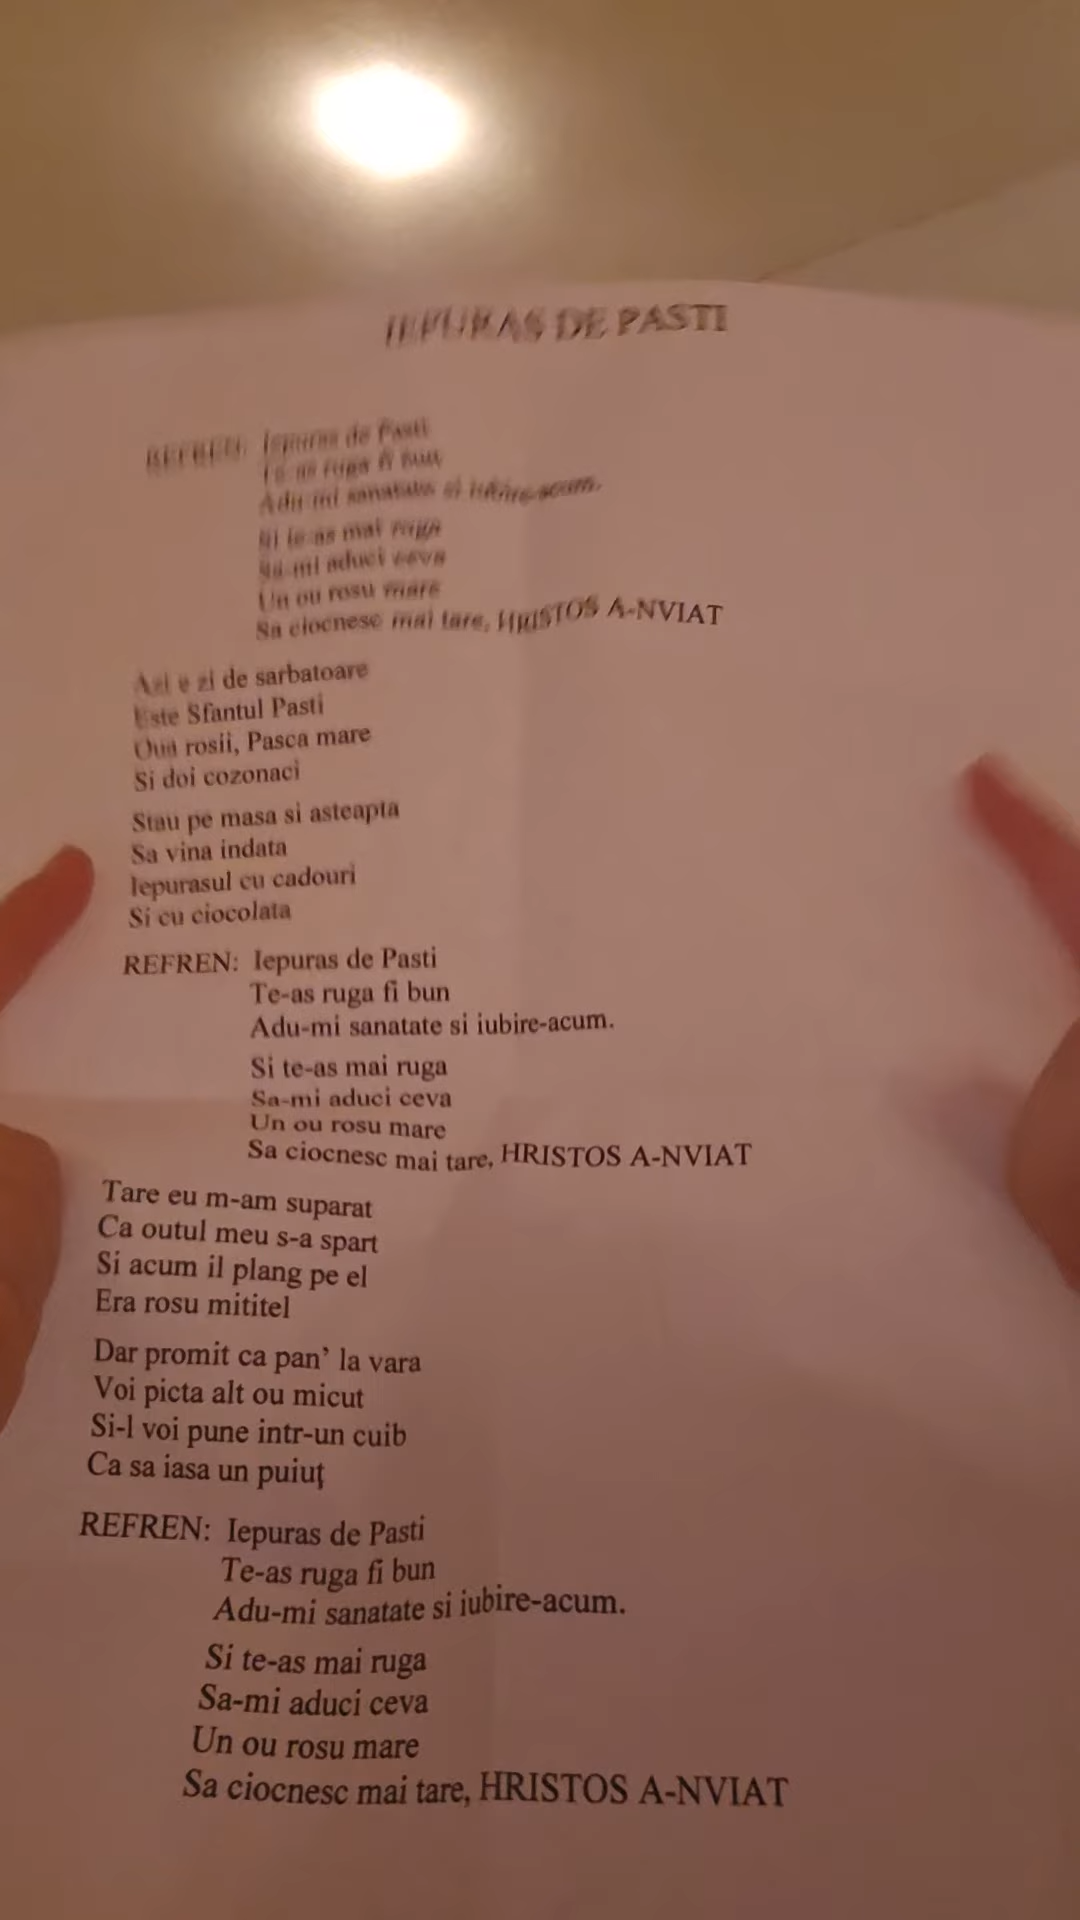 IEPURAS DE PASTI
REFREN: Iepuras de Pasti
Te-as ruga fi bun
Adu-mi sanatate si iubire-acum.
Si te-as mai ruga
Sa-mi aduci ceva
Un ou rosu mare
Sa ciocnesc mai tare, HRISTOS A-NVIAT
Azi e zi de sarbatoare
Este Sfantul Pasti
Oua rosii, Pasca mare
Si doi cozonaci
Stau pe masa si asteapta
Sa vina indata
Iepurasul cu cadouri
Si cu ciocolata
REFREN: Iepuras de Pasti
Te-as ruga fi bun
Adu-mi sanatate si iubire-acum.
Si te-as mai ruga
Sa-mi aduci ceva
Un ou rosu mare
Sa ciocnesc mai tare, HRISTOS A-NVIAT
Tare eu m-am suparat
Ca outul meu s-a spart
Si acum il plang pe el
Era rosu mititel
Dar promit ca pan’ la vara
Voi picta alt ou micut
Si-l voi pune intr-un cuib
Ca sa iasa un puiuț
REFREN: Iepuras de Pasti
Te-as ruga fi bun
Adu-mi sanatate si iubire-acum.
Si te-as mai ruga
Sa-mi aduci ceva
Un ou rosu mare
Sa ciocnesc mai tare, HRISTOS A-NVIAT